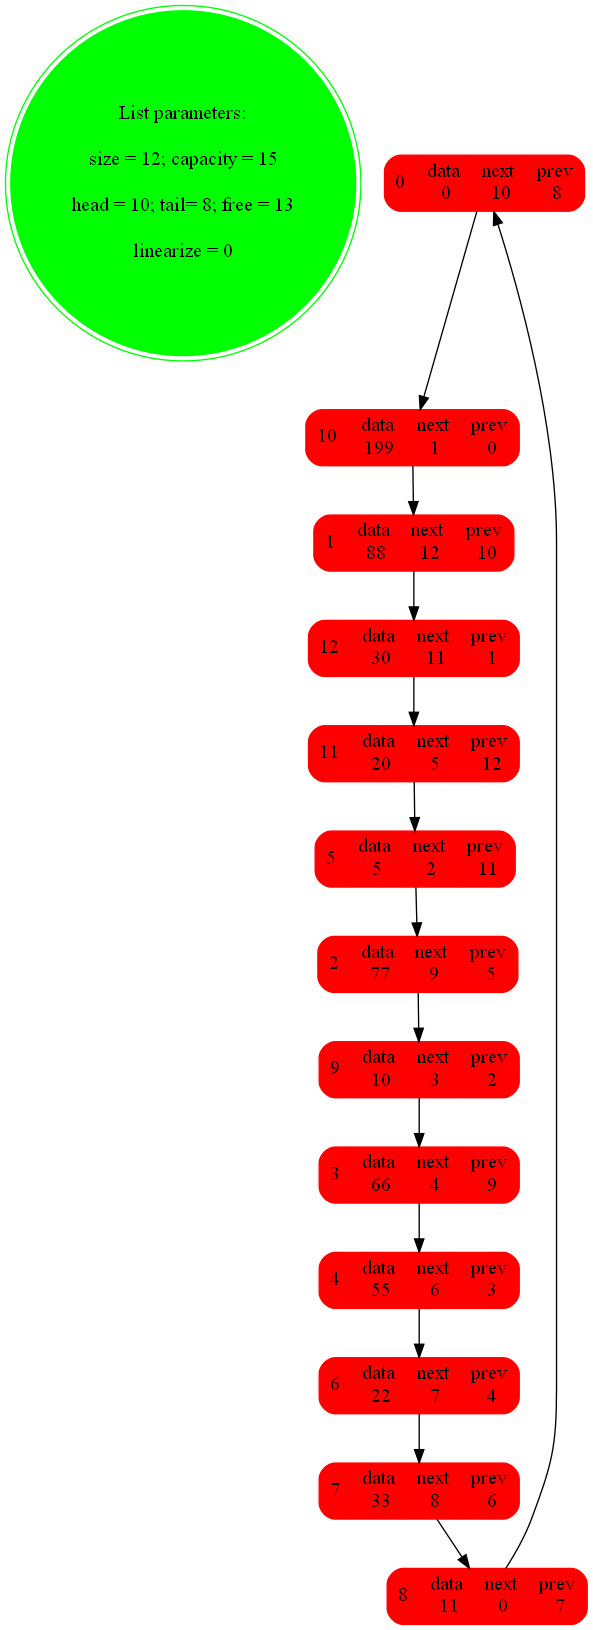 List parameters:
size = 12; capacity = 15
head = 10; tail= 8; free = 13
linearize = 0
0 data next prev
0 10 8
10 data next prev
199 1 0
1 data next prev
88 12 10
12 data next prev
30 11 1
11 data next prev
20 5 12
5 data next prev
5 2 11
2 data next prev
77 9 5
9 data next prev
10 3 2
3 data next prev
66 4 9
4 data next prev
55 6 3
6 data next prev
22 7 4
7 data next prev
33 8 6
8 data next prev
11 0 7